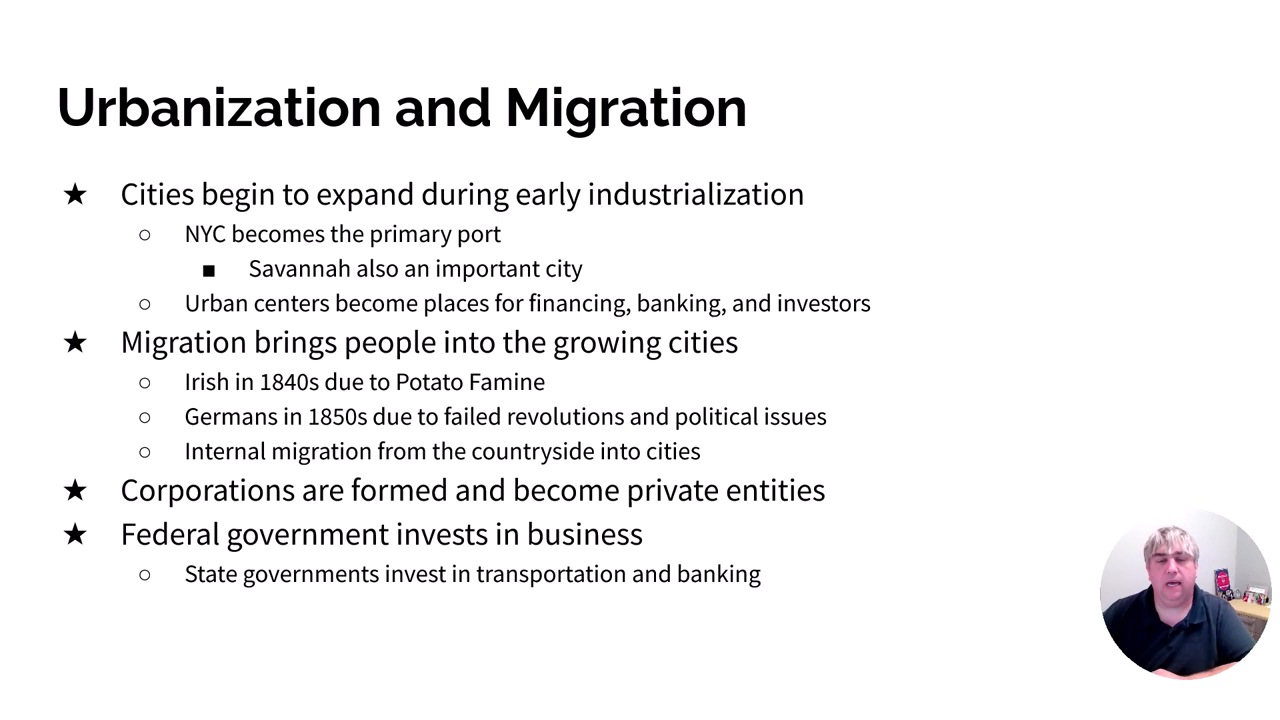 Urbanization and Migration
★ Cities begin to expand during early industrialization
○ NYC becomes the primary port
■ Savannah also an important city
○ Urban centers become places for financing, banking, and investors
★ Migration brings people into the growing cities
○ Irish in 1840s due to Potato Famine
○ Germans in 1850s due to failed revolutions and political issues
○ Internal migration from the countryside into cities
★ Corporations are formed and become private entities
★ Federal government invests in business
○ State governments invest in transportation and banking